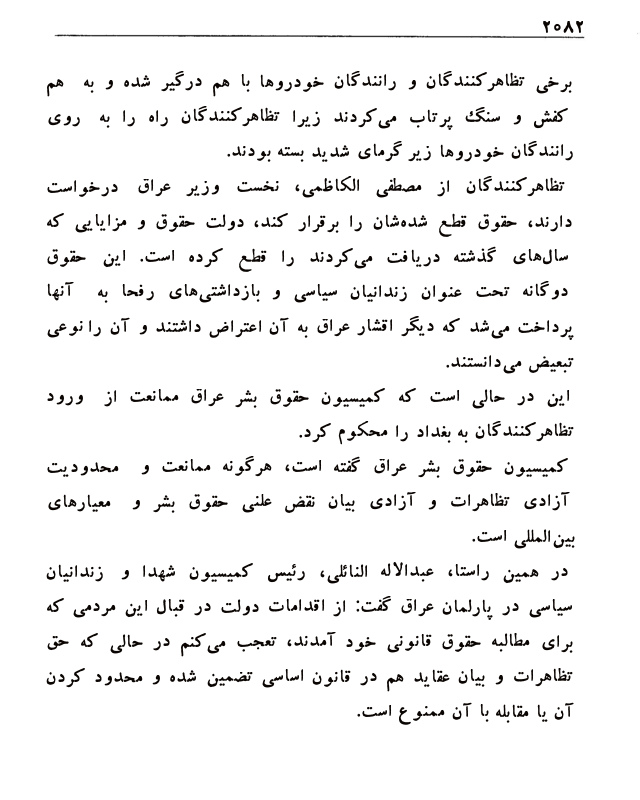 ۲۰۸۲
برخی تظاهرکنندگان و رانندگان خودروها با هم درگیر شده و به هم
کفش و سنگ پرتاب می‌کردند زیرا تظاهرکنندگان راه را به روی
رانندگان خودروها زیر گرمای شدید بسته بودند.
تظاهرکنندگان از مصطفی الکاظمی، نخست وزیر عراق درخواست
دارند، حقوق قطع شده‌شان را برقرار کند، دولت حقوق و مزایایی که
سال‌های گذشته دریافت می‌کردند را قطع کرده است. این حقوق
دوگانه تحت عنوان زندانیان سیاسی و بازداشتی‌های رفحا به آنها
پرداخت می‌شد که دیگر اقشار عراق به آن اعتراض داشتند و آن را نوعی
تبعیض می‌دانستند.
این در حالی است که کمیسیون حقوق بشر عراق ممانعت از ورود
تظاهرکنندگان به بغداد را محکوم کرد.
کمیسیون حقوق بشر عراق گفته است، هرگونه ممانعت و محدودیت
آزادی تظاهرات و آزادی بیان نقض علنی حقوق بشر و معیارهای
بین‌المللی است.
در همین راستا، عبدالاله النائلی، رئیس کمیسیون شهدا و زندانیان
سیاسی در پارلمان عراق گفت: از اقدامات دولت در قبال این مردمی که
برای مطالبه حقوق قانونی خود آمدند، تعجب می‌کنم در حالی که حق
تظاهرات و بیان عقاید هم در قانون اساسی تضمین شده و محدود کردن
آن یا مقابله با آن ممنوع است.